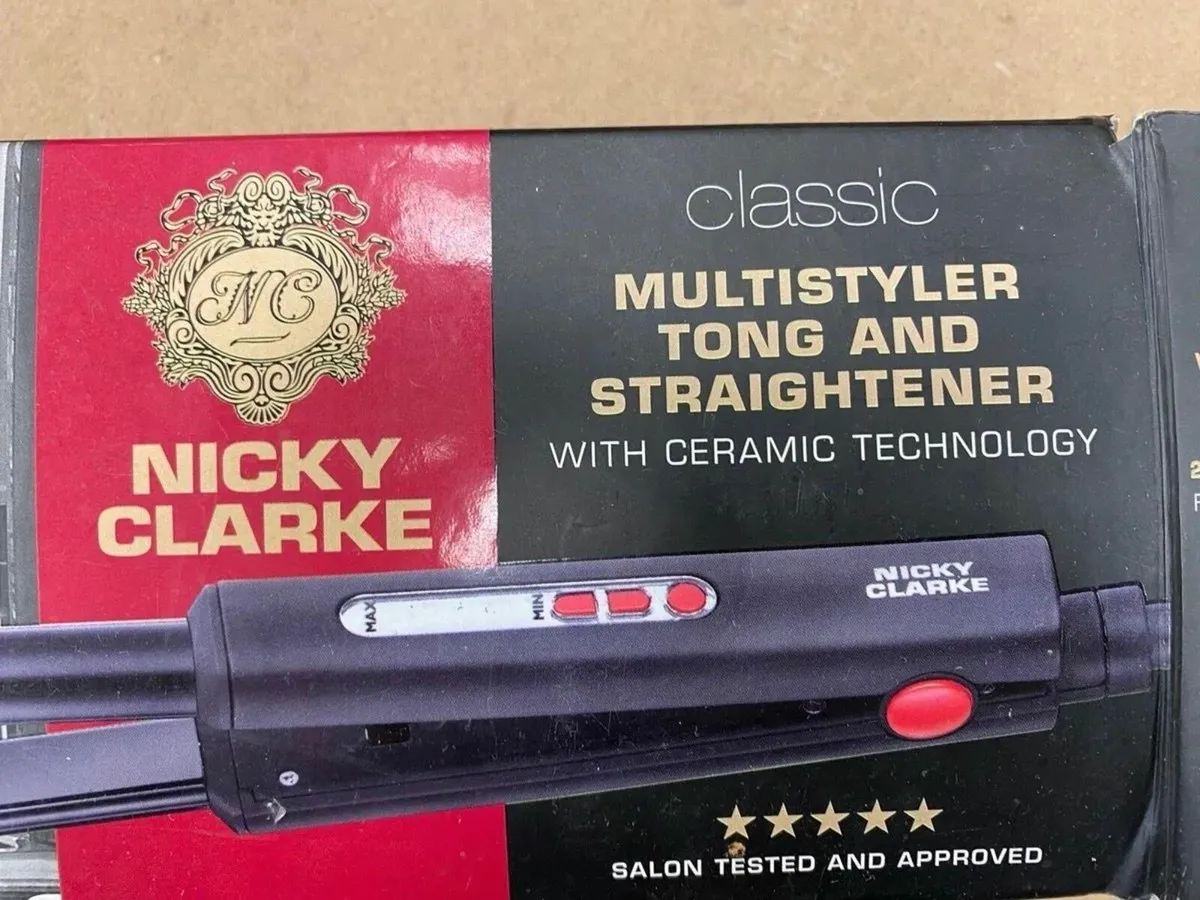 NC
NICKY
CLARKE
classic
MULTISTYLER
TONG AND
STRAIGHTENER
WITH CERAMIC TECHNOLOGY
MAX
MIN
NICKY
CLARKE
SALON TESTED AND APPROVED